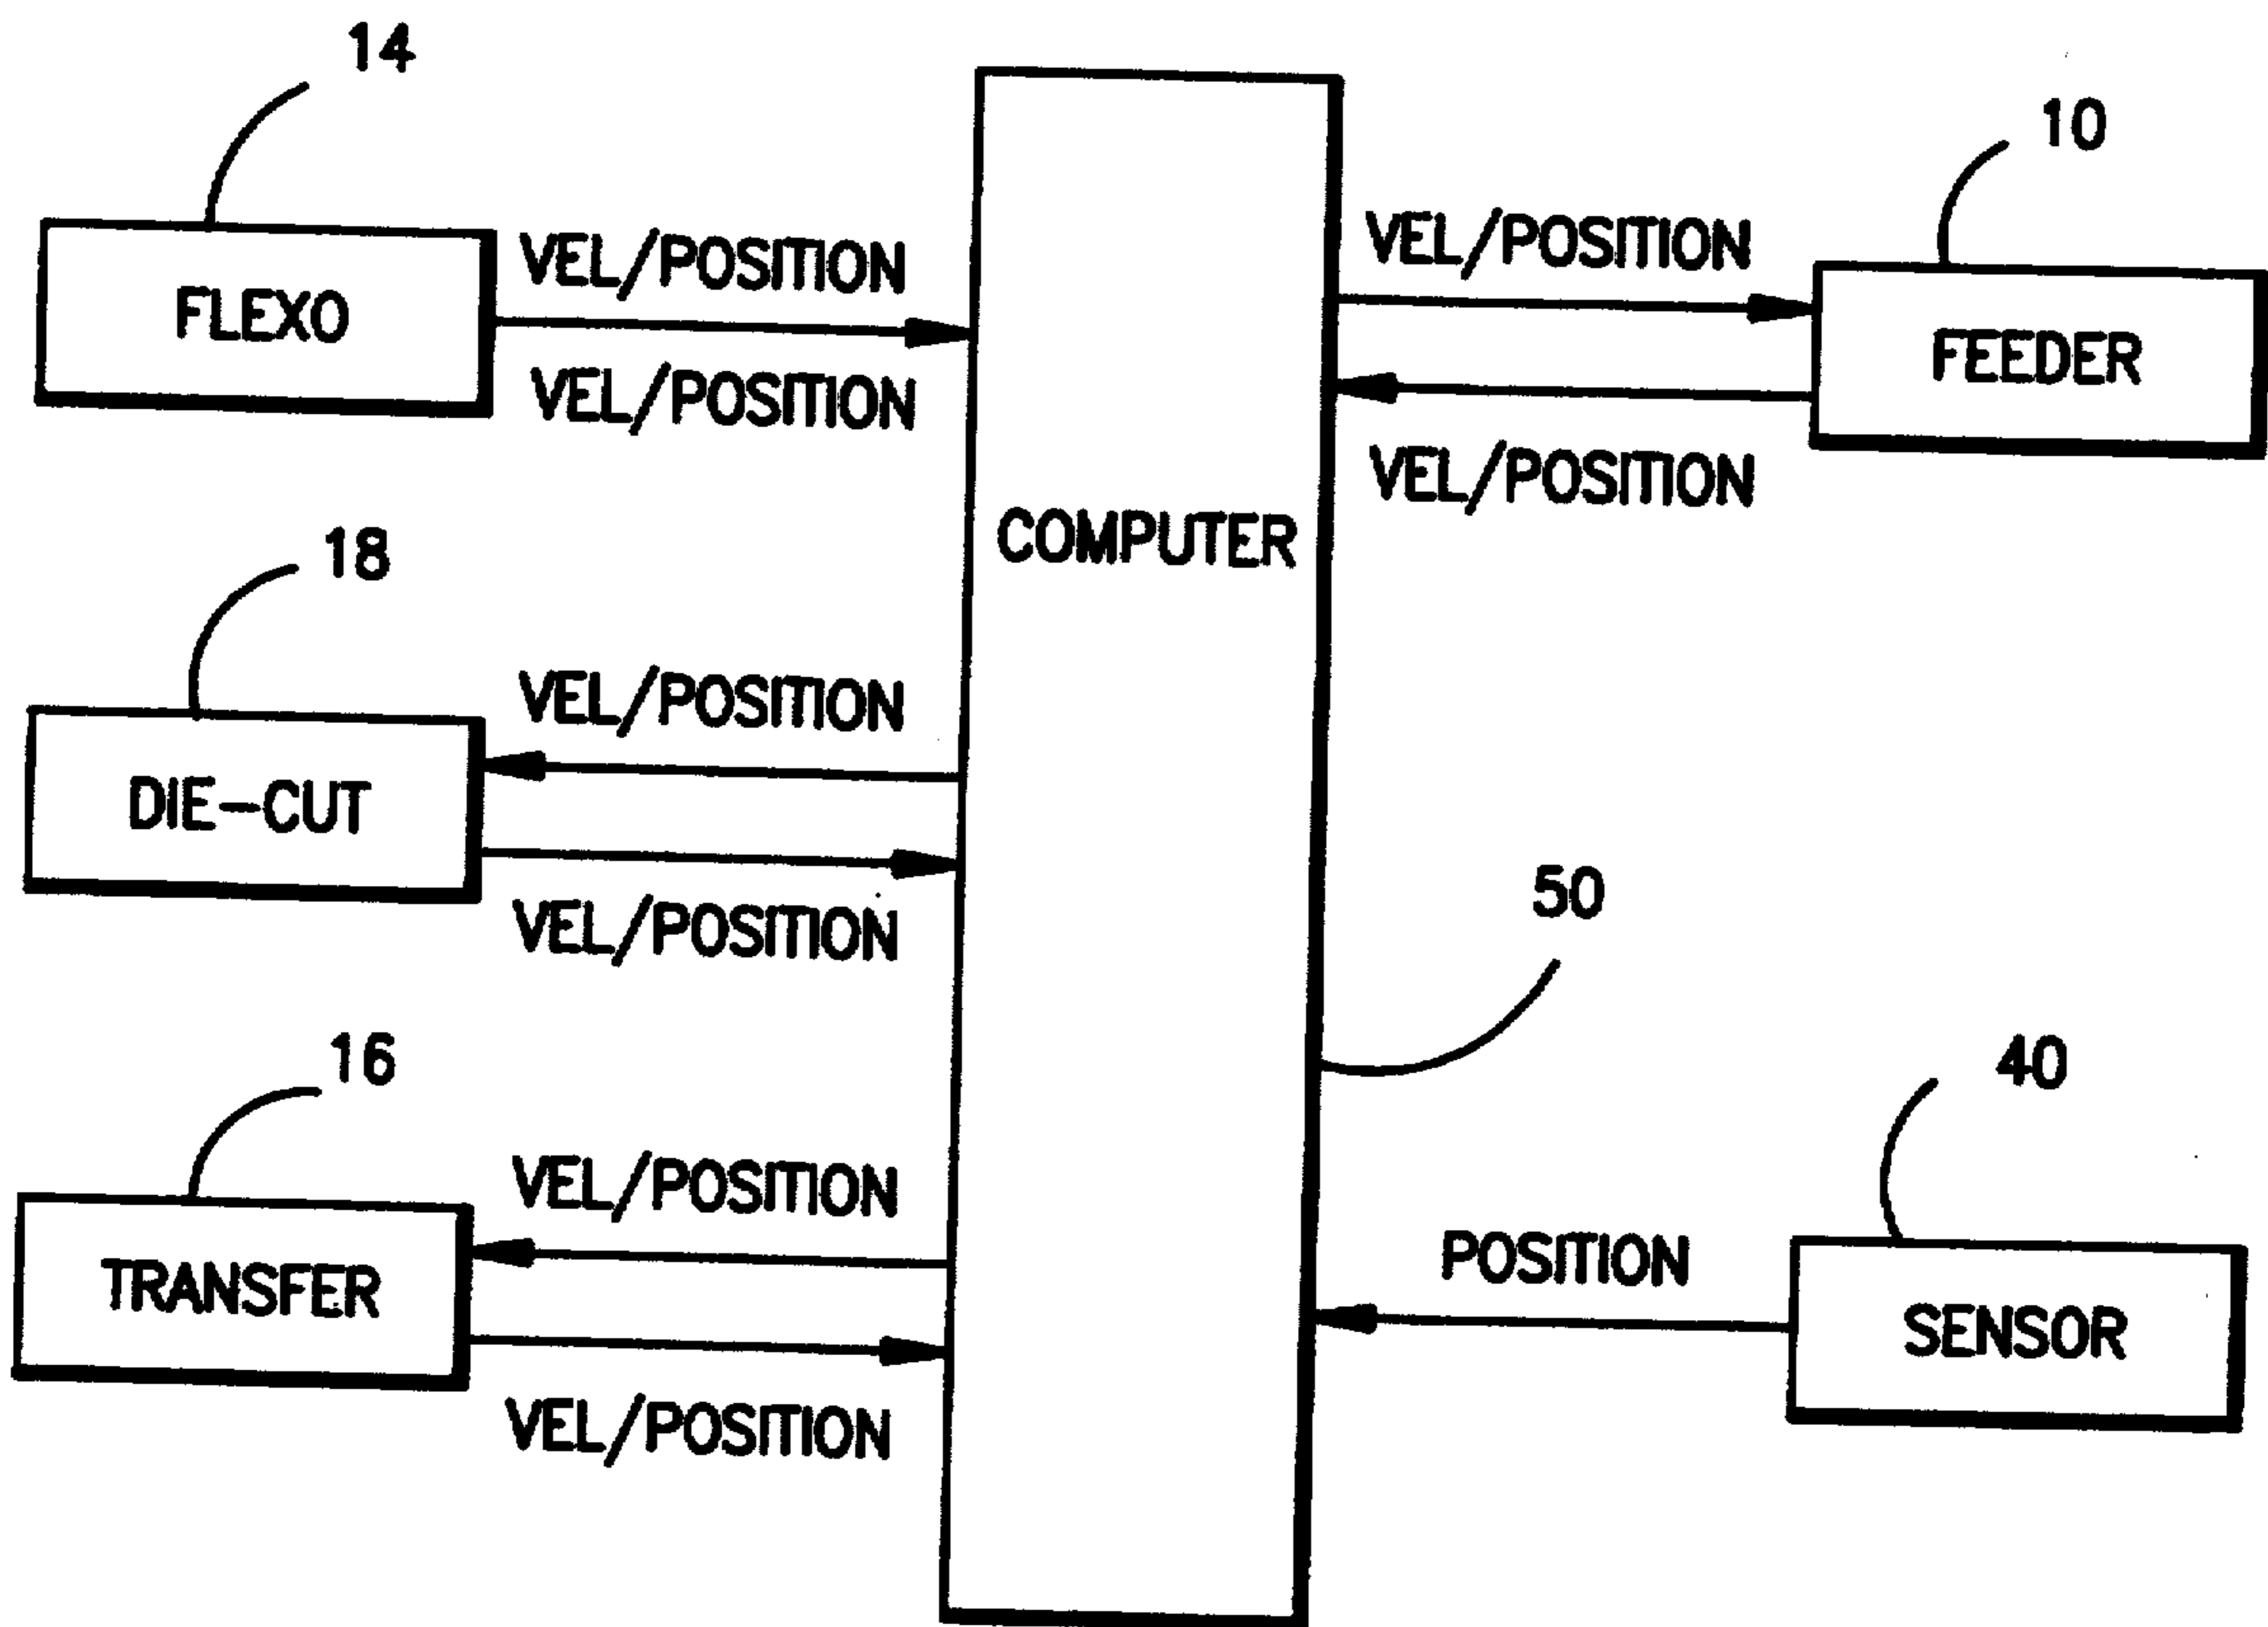 14
FLEXO
VEL/POSITION
VEL/POSITION
18
DIE-CUT
VEL/POSITION
VEL/POSITION
16
TRANSFER
VEL/POSITION
VEL/POSITION
COMPUTER
50
10
VEL/POSITION
FEEDER
VEL/POSITION
40
POSITION
SENSOR